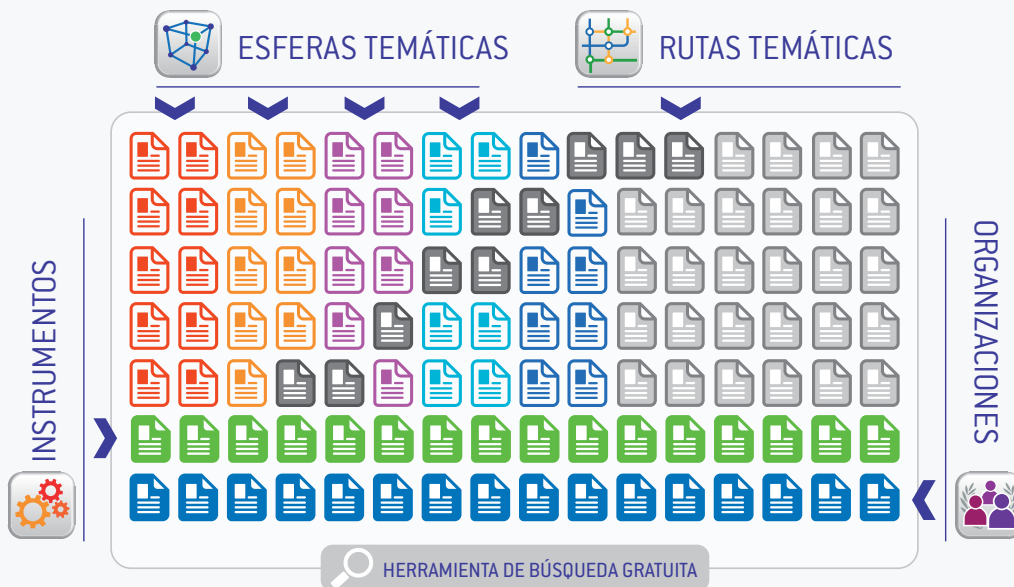 ESFERAS TEMÁTICAS
RUTAS TEMÁTICAS
INSTRUMENTOS
ORGANIZACIONES
HERRAMIENTA DE BÚSQUEDA GRATUITA